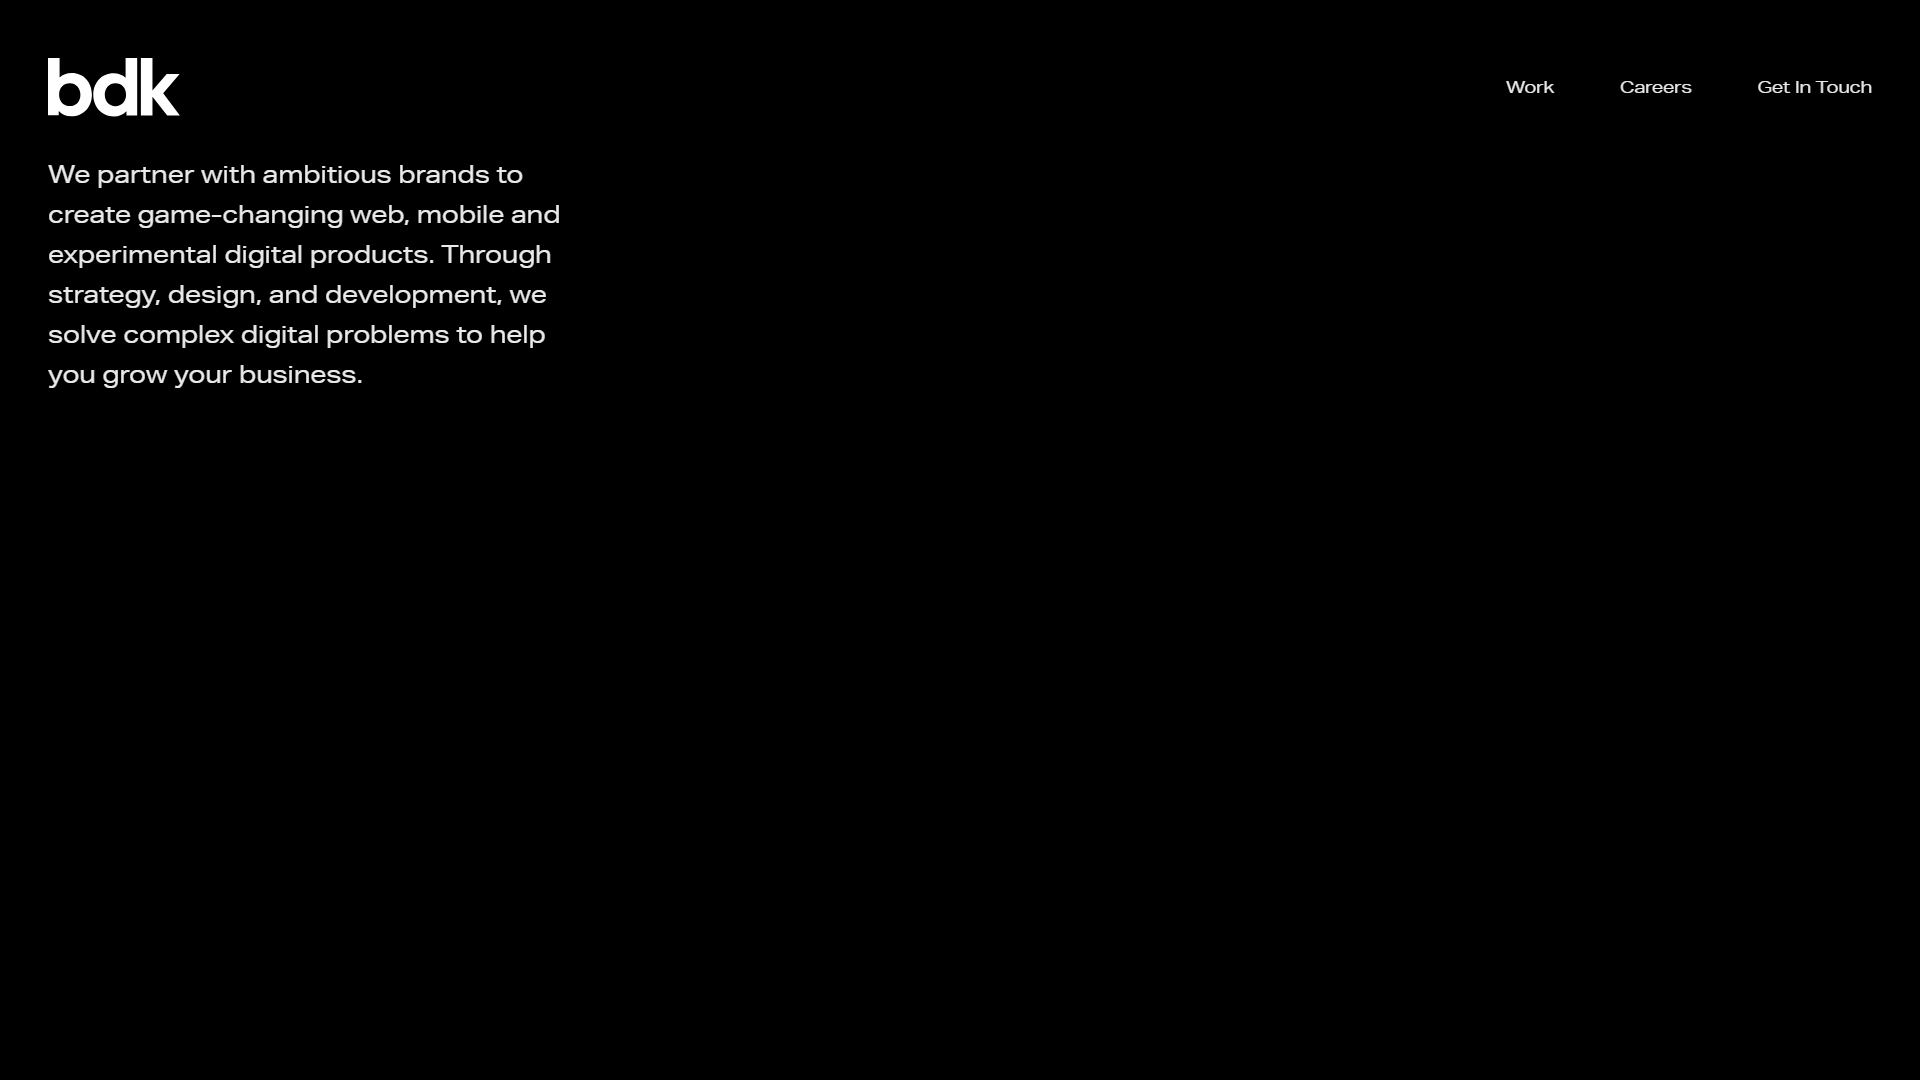 bdk
Work
Careers
Get In Touch
We partner with ambitious brands to
create game-changing web, mobile and
experimental digital products. Through
strategy, design, and development, we
solve complex digital problems to help
you grow your business.